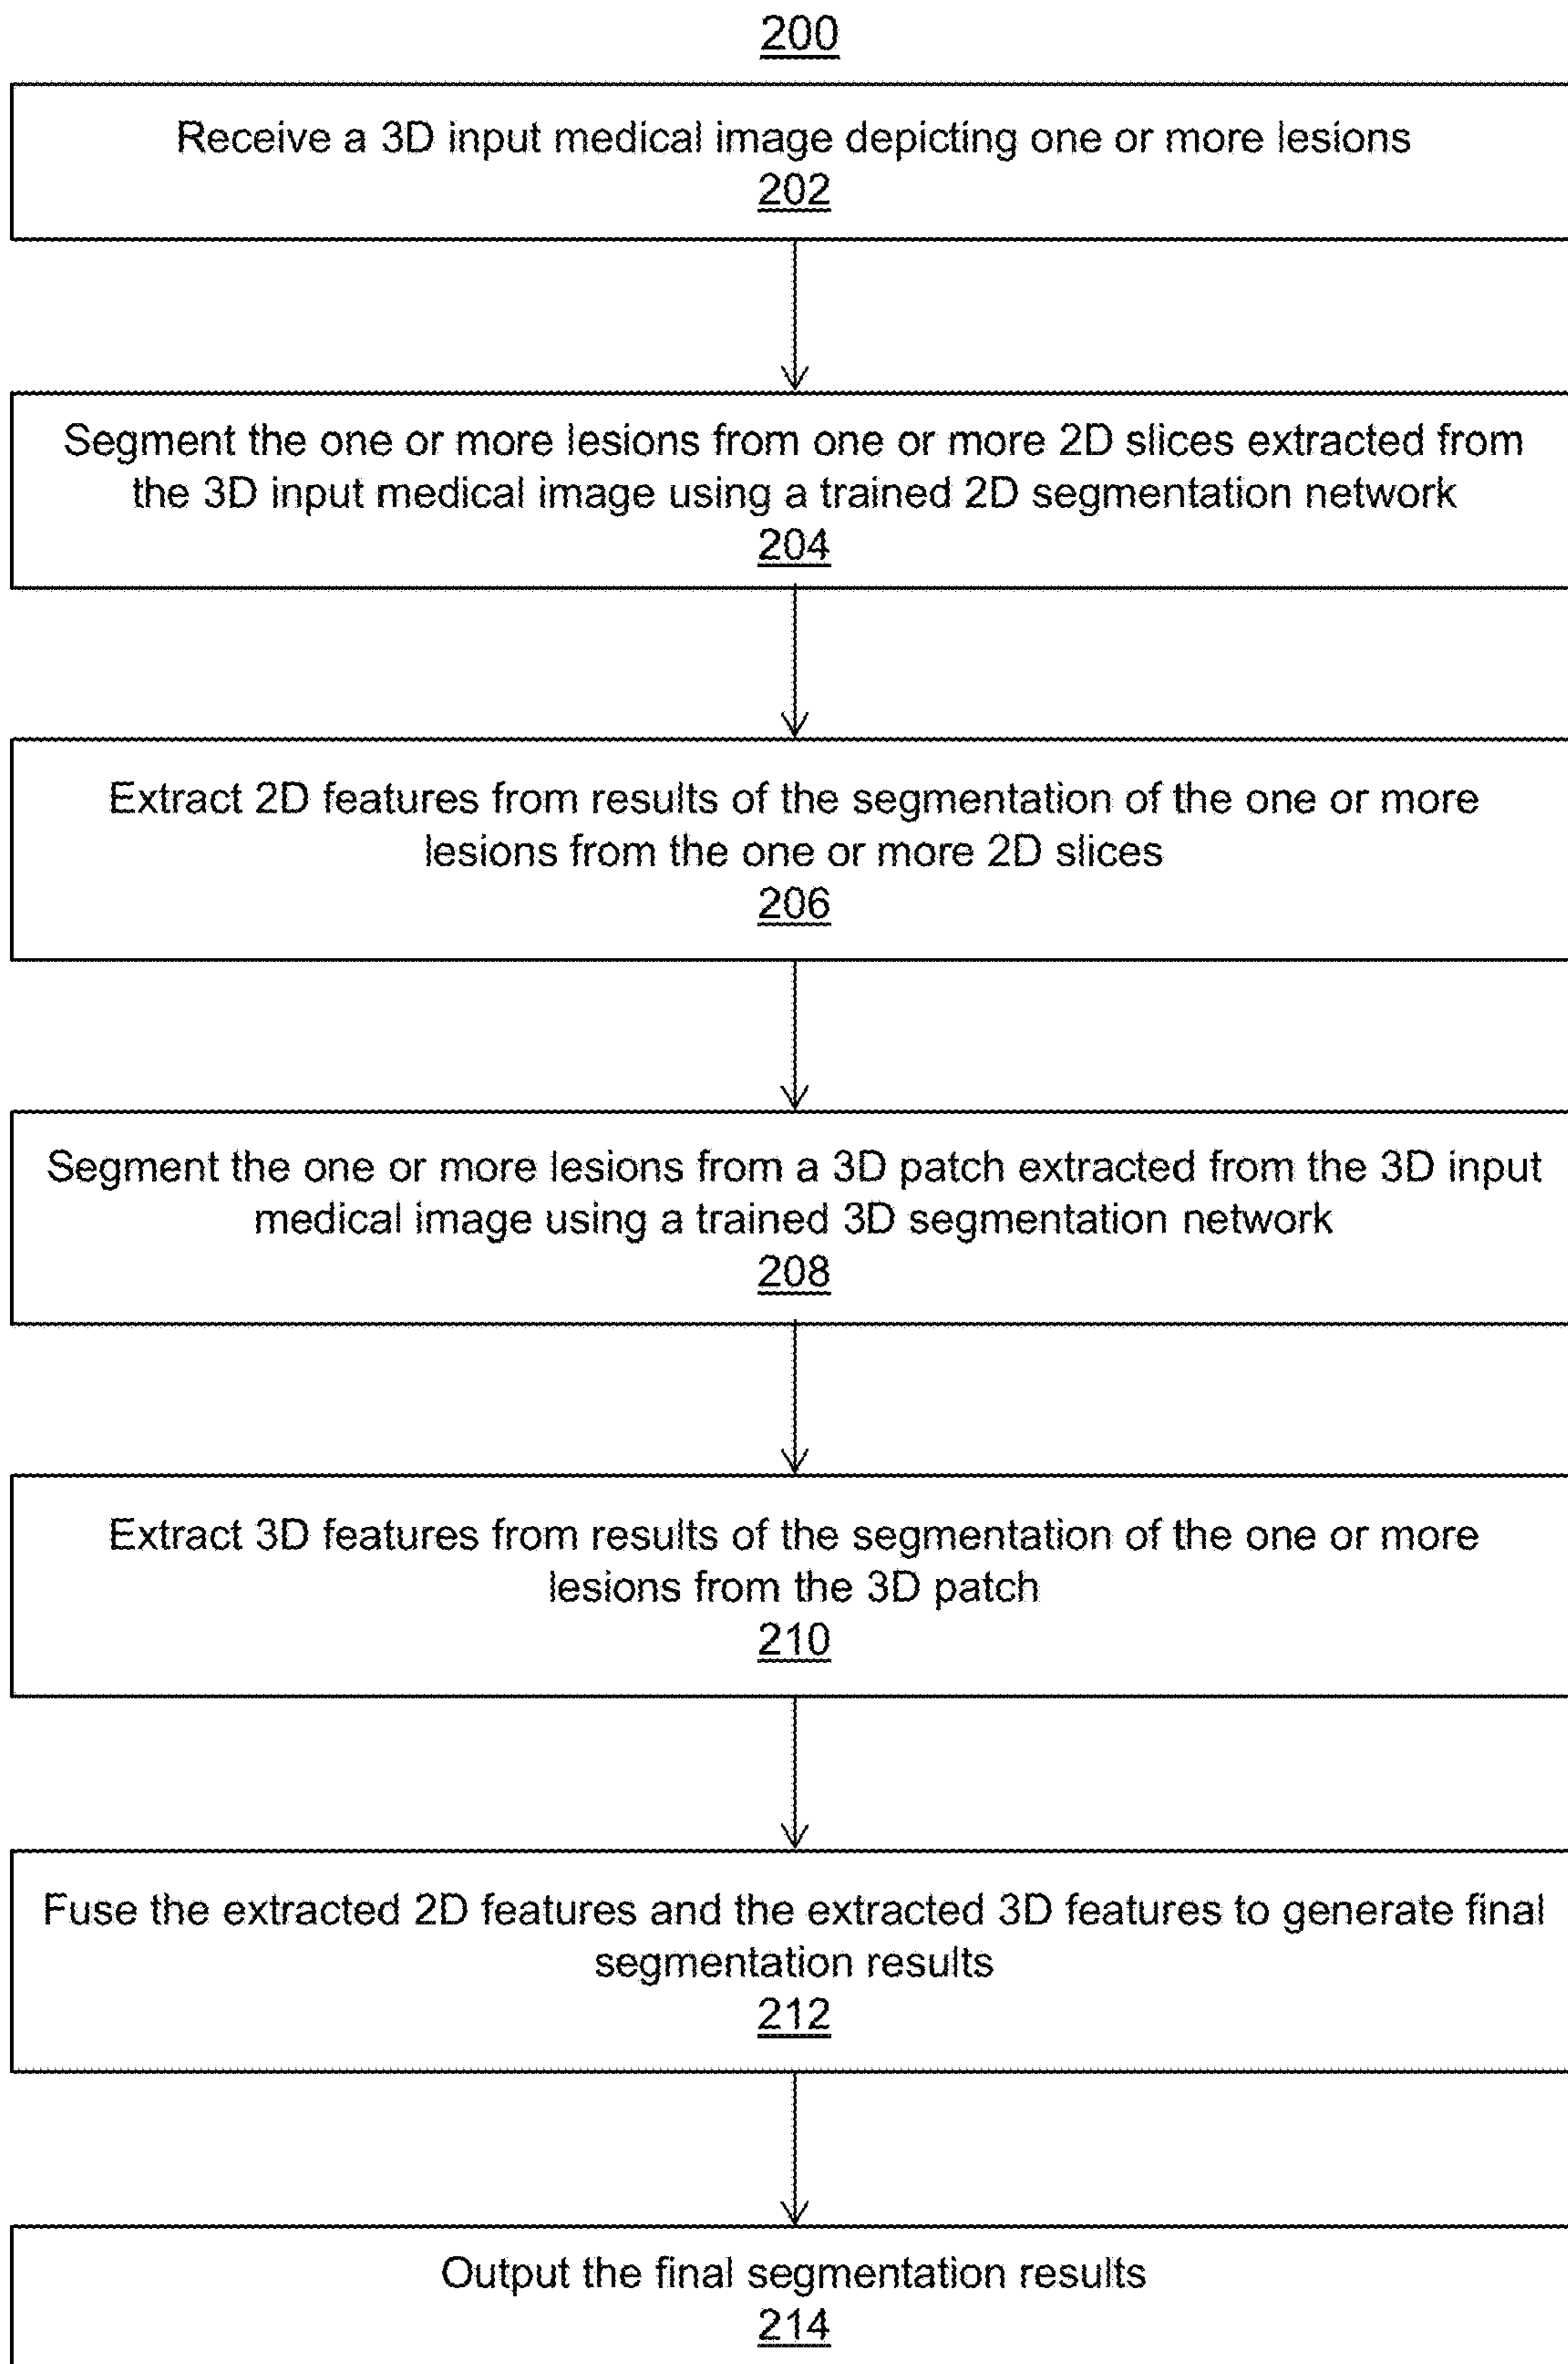 200
Receive a 3D input medical image depicting one or more lesions
202
Segment the one or more lesions from one or more 2D slices extracted from
the 3D input medical image using a trained 2D segmentation network
204
Extract 2D features from results of the segmentation of the one or more
lesions from the one or more 2D slices
206
Segment the one or more lesions from a 3D patch extracted from the 3D input
medical image using a trained 3D segmentation network
208
Extract 3D features from results of the segmentation of the one or more
lesions from the 3D patch
210
Fuse the extracted 2D features and the extracted 3D features to generate final
segmentation results
212
Output the final segmentation results
214